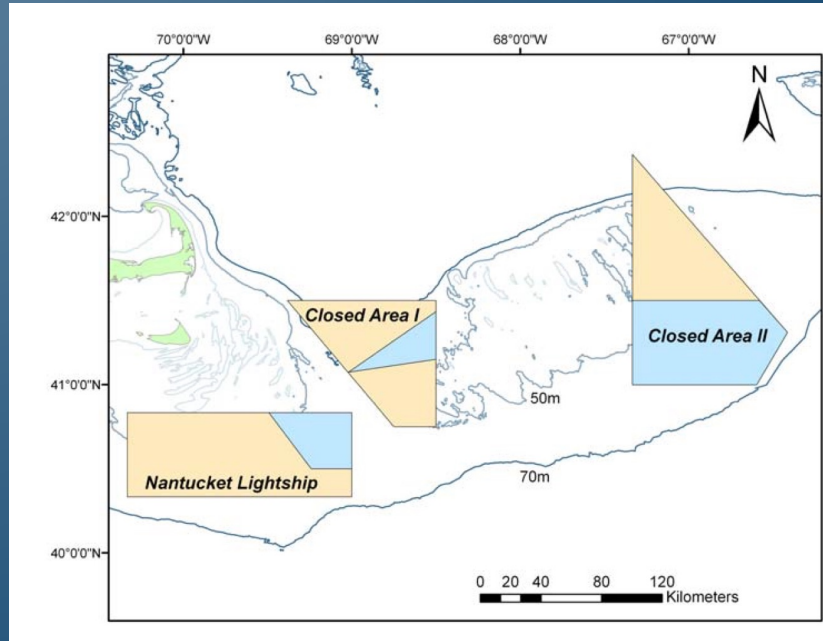 70°0'0"W 69°0'0"W 68°0'0"W 67°0'0"W
N
42°0'0"N
Closed Area I
Closed Area II
41°0'0"N
50m
Nantucket Lightship
70m
40°0'0"N
0 20 40 80 120
Kilometers